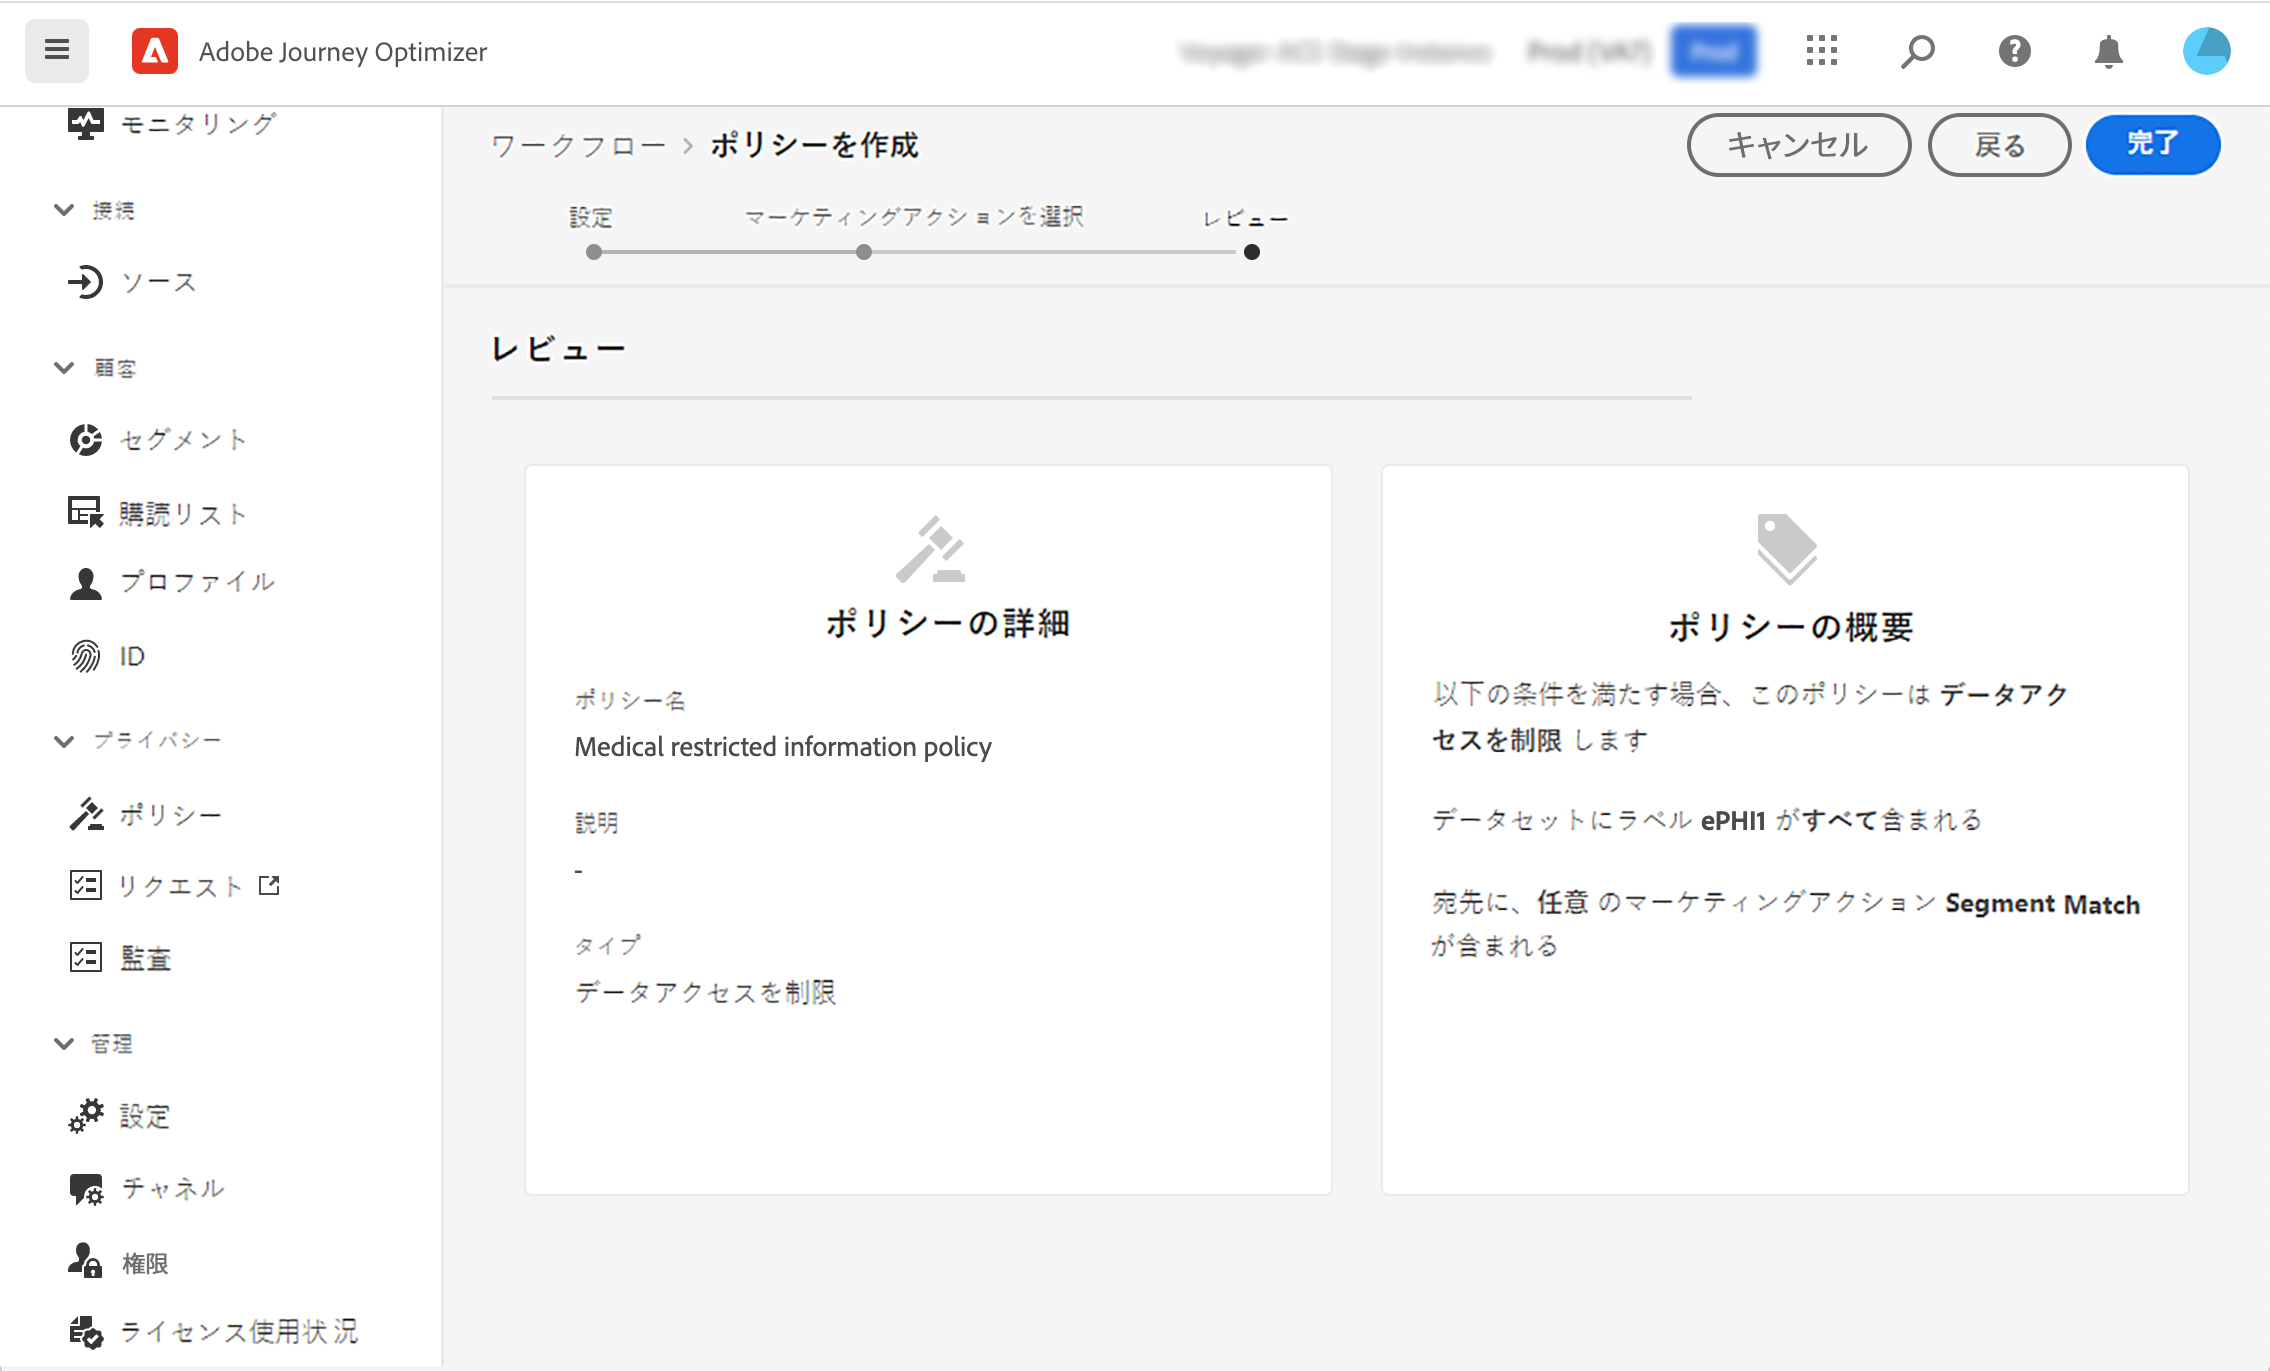 Adobe Journey Optimizer
モニタリング
接続
ソース
顧客
セグメント
購読リスト
プロファイル
ID
プライバシー
ポリシー
リクエスト
監査
管理
設定
チャネル
権限
ライセンス使用状況
ワークフロー > ポリシーを作成
キャンセル
戻る
完了
設定
マーケティングアクションを選択
レビュー
レビュー
ポリシーの詳細
ポリシー名
Medical restricted information policy
説明
-
タイプ
データアクセスを制限
ポリシーの概要
以下の条件を満たす場合、このポリシーは データアク
セスを制限 します
データセットにラベル ePHI1 がすべて含まれる
宛先に、任意 のマーケティングアクション Segment Match
が含まれる